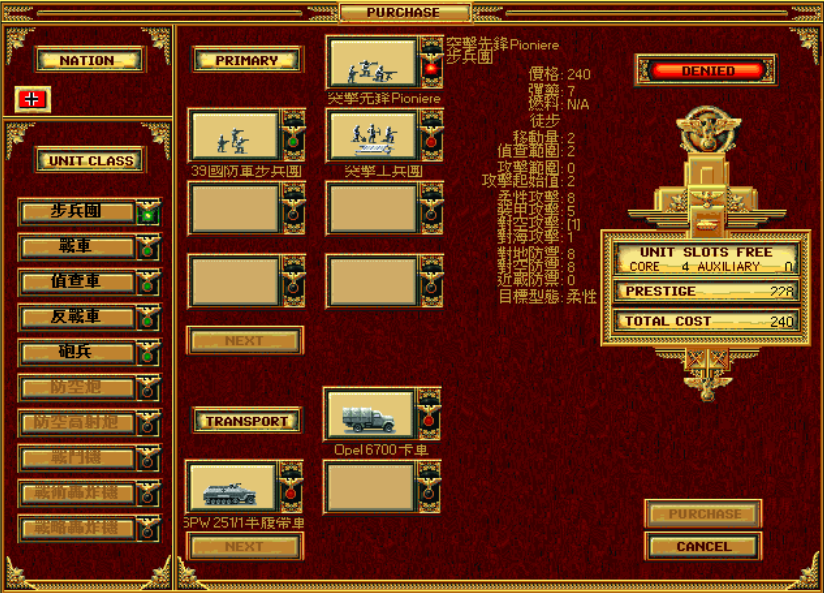 PURCHASE
NATION
UNIT CLASS
步兵團
戰車
偵查車
反戰車
砲兵
防空炮
防空高射炮
戰鬥機
戰術轟炸機
戰略轟炸機
PRIMARY
突擊先鋒Pioniere
39國防軍步兵團
突擊工兵團
NEXT
TRANSPORT
Opel 6700卡車
SPW 251/1半履帶車
NEXT
突擊先鋒Pioniere
步兵團
價格: 240
彈藥: 7
燃料: N/A
徒步
移動量: 2
偵查範圍: 2
攻擊範圍: 0
攻擊起始值: 2
柔性攻擊: 8
裝甲攻擊: 5
對空攻擊: [1]
對海攻擊: 1
對地防禦: 8
對空防禦: 8
近戰防禦: 0
目標型態: 柔性
DENIED
UNIT SLOTS FREE
CORE 4 AUXILIARY 0
PRESTIGE 228
TOTAL COST 240
PURCHASE
CANCEL